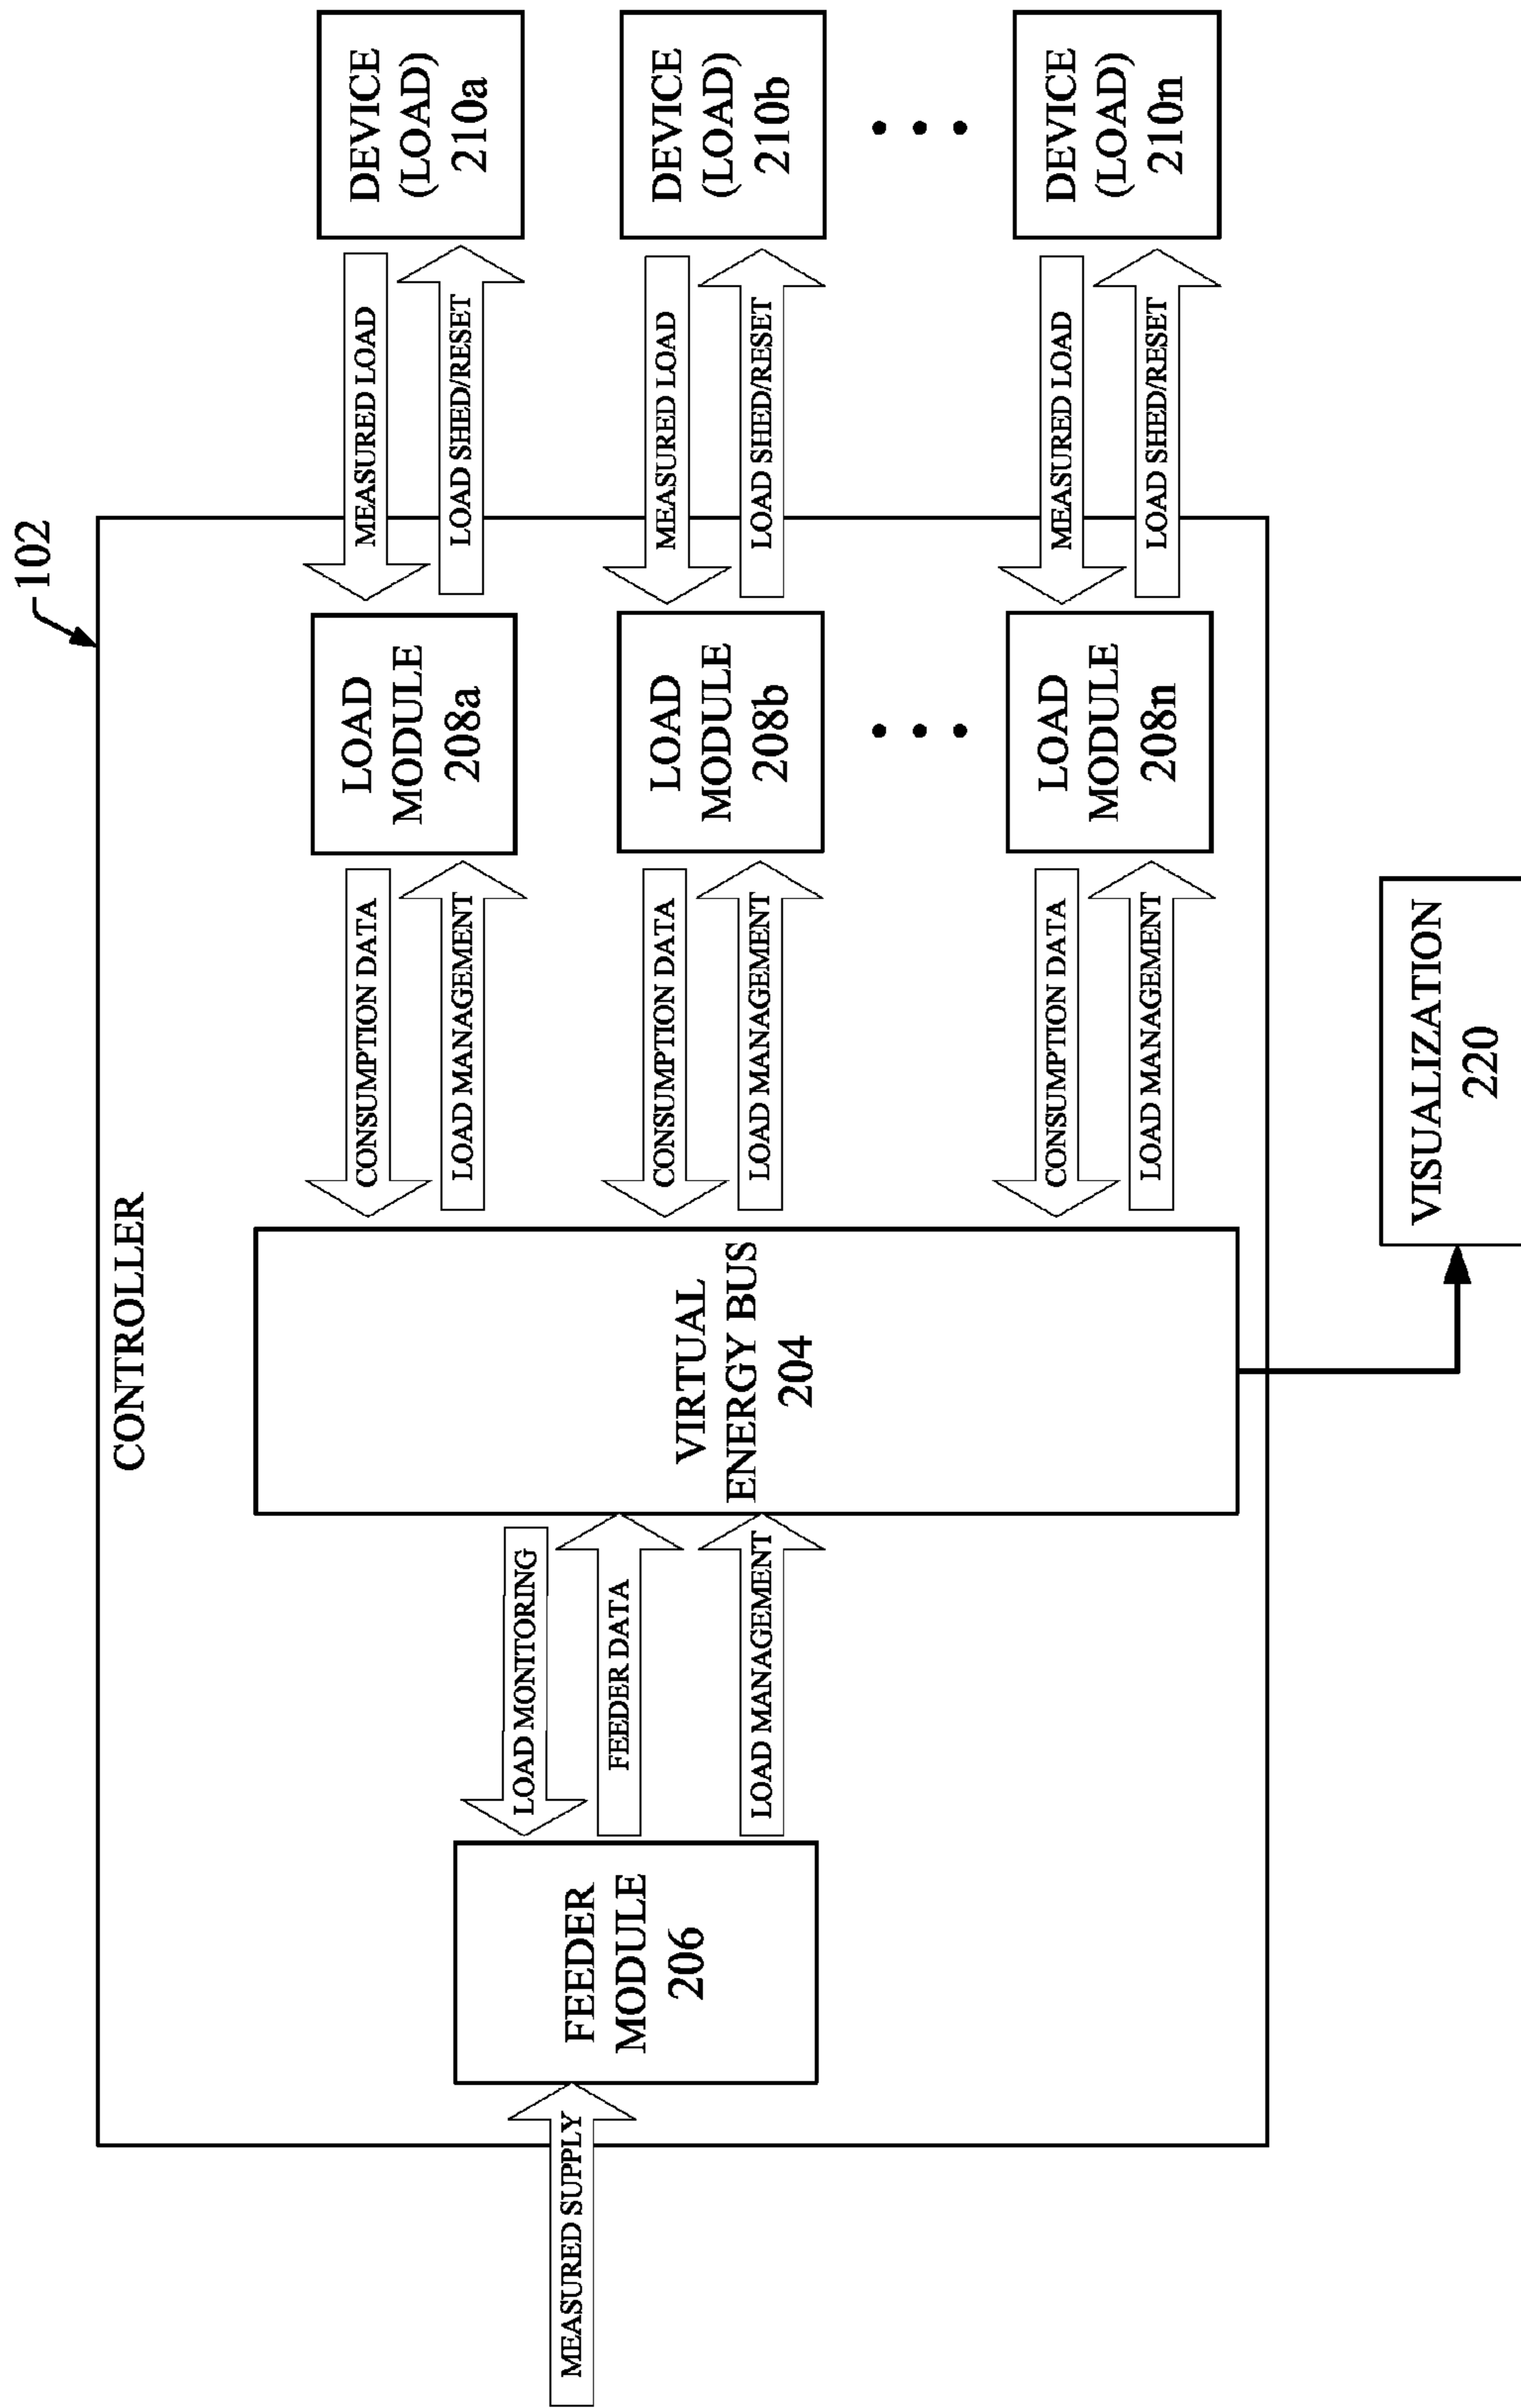 102
CONTROLLER
MEASURED SUPPLY
FEEDER
MODULE
206
LOAD MONITORING
FEEDER DATA
LOAD MANAGEMENT
VIRTUAL
ENERGY BUS
204
CONSUMPTION DATA
LOAD MANAGEMENT
LOAD
MODULE
208a
MEASURED LOAD
LOAD SHED/RESET
DEVICE
(LOAD)
210a
CONSUMPTION DATA
LOAD MANAGEMENT
LOAD
MODULE
208b
MEASURED LOAD
LOAD SHED/RESET
DEVICE
(LOAD)
210b
CONSUMPTION DATA
LOAD MANAGEMENT
LOAD
MODULE
208n
MEASURED LOAD
LOAD SHED/RESET
DEVICE
(LOAD)
210n
VISUALIZATION
220